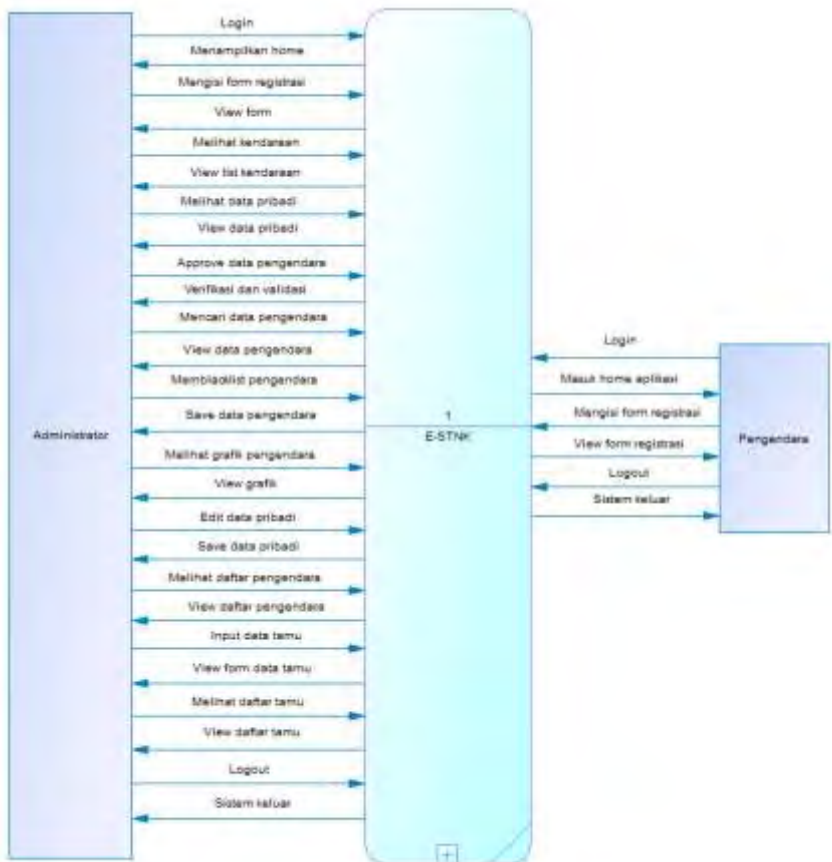 Login
Menampilkan home
Mengisi form registrasi
View form
Melihat kendaraan
View list kendaraan
Melihat data pribadi
View data pribadi
Approve data pengendara
Verifikasi dan validasi
Mencari data pengendara
View data pengendara
Memblacklist pengendara
Save data pengendara
Administrator
Melihat grafik pengendara
View grafik
Edit data pribadi
Save data pribadi
Melihat daftar pengendara
View daftar pengendara
Input data tamu
View form data tamu
Melihat daftar tamu
View daftar tamu
Logout
Sistem keluar
1
E-STNK
Login
Masuk home aplikasi
Mengisi form registrasi
View form registrasi
Logout
Sistem keluar
Pengendara